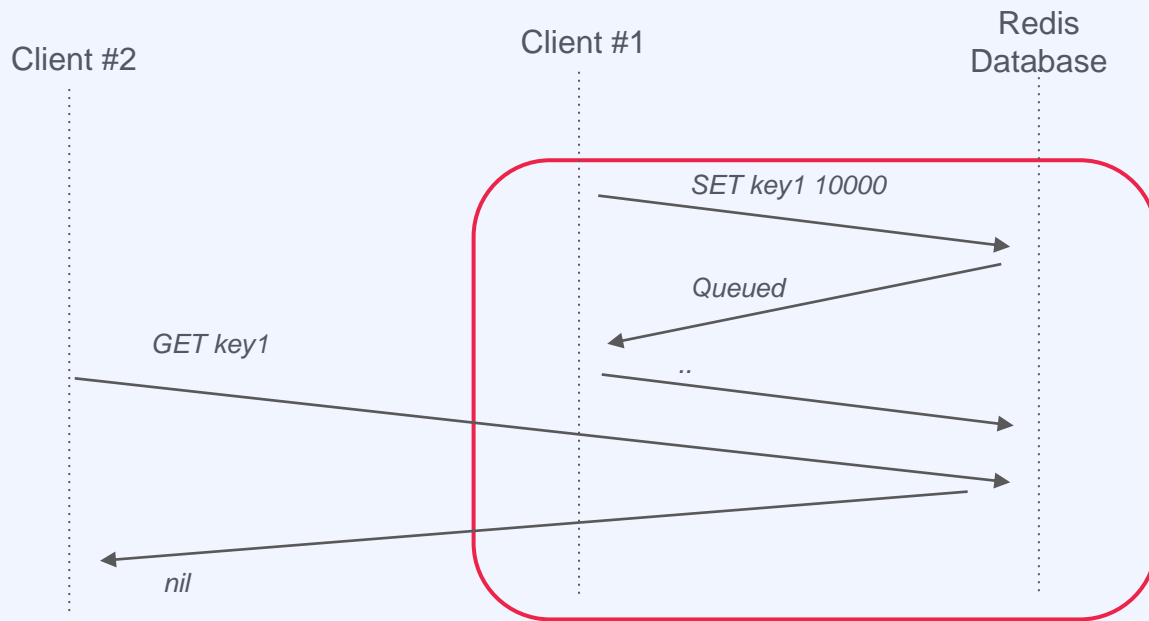 Client #2
Client #1
Redis
Database
SET key1 10000
Queued
GET key1
..
nil